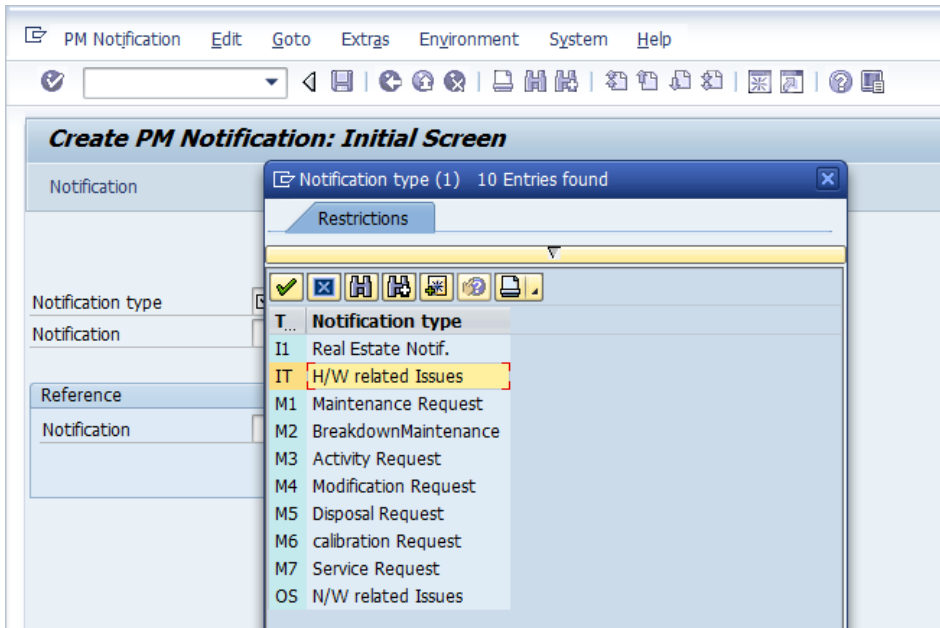 PM Notification Edit Goto Extras Environment System Help
Create PM Notification: Initial Screen
Notification
Notification type (1) 10 Entries found
Restrictions
Notification type
Notification
T... Notification type
I1 Real Estate Notif.
IT H/W related Issues
Reference
M1 Maintenance Request
Notification
M2 BreakdownMaintenance
M3 Activity Request
M4 Modification Request
M5 Disposal Request
M6 calibration Request
M7 Service Request
OS N/W related Issues